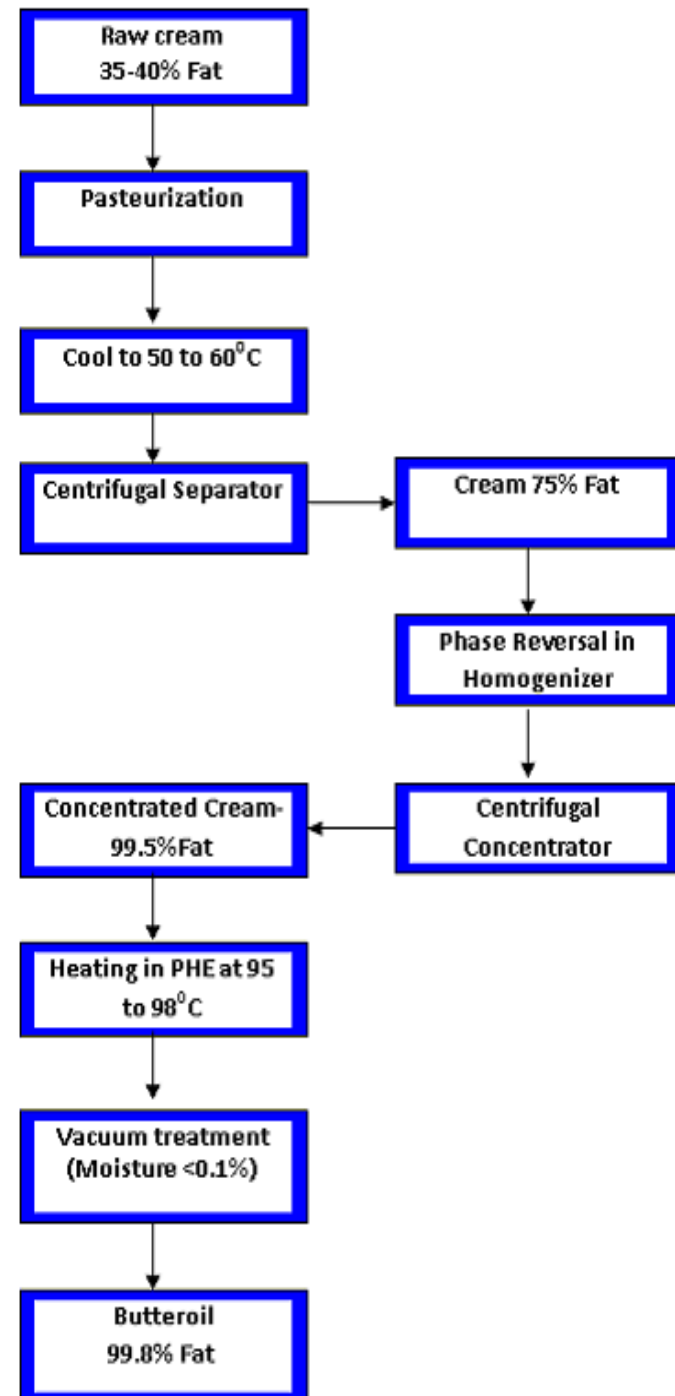 Raw cream
35-40% Fat
Pasteurization
Cool to 50 to 60⁰C
Centrifugal Separator
Cream 75% Fat
Phase Reversal in
Homogenizer
Centrifugal
Concentrator
Concentrated Cream-
99.5%Fat
Heating in PHE at 95
to 98⁰C
Vacuum treatment
(Moisture <0.1%)
Butteroil
99.8% Fat